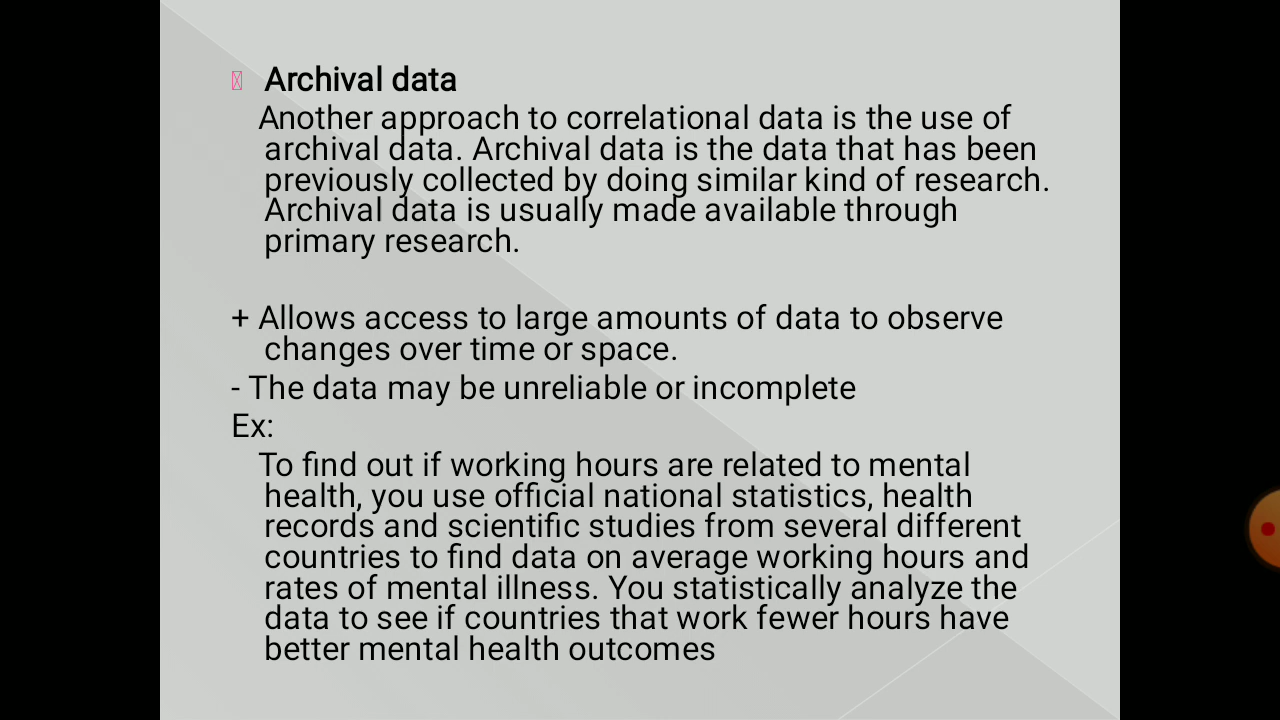 Archival data
Another approach to correlational data is the use of
archival data. Archival data is the data that has been
previously collected by doing similar kind of research.
Archival data is usually made available through
primary research.
+ Allows access to large amounts of data to observe
changes over time or space.
- The data may be unreliable or incomplete
Ex:
To find out if working hours are related to mental
health, you use official national statistics, health
records and scientific studies from several different
countries to find data on average working hours and
rates of mental illness. You statistically analyze the
data to see if countries that work fewer hours have
better mental health outcomes